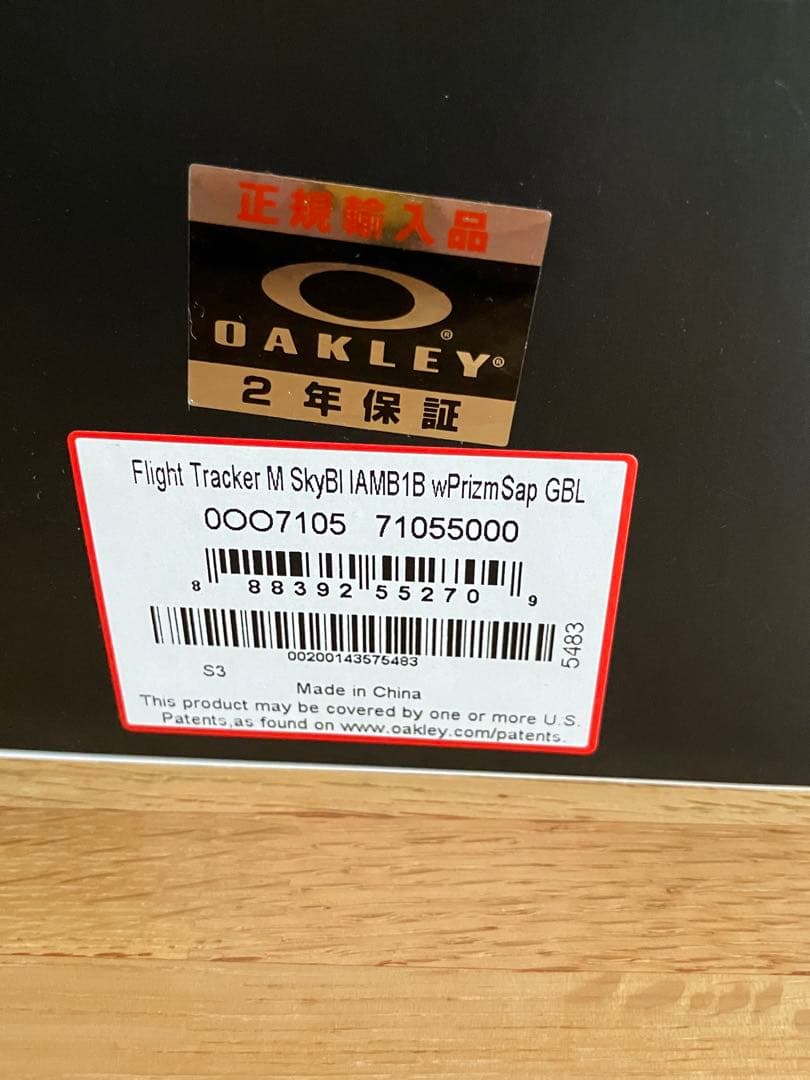 正規輸入品
OAKLEY®
2年保証
Flight Tracker M SkyBl IAMB1B wPrizmSap GBL
0OO7105 71055000
8 88392 55270 9
00200143575483
5483
S3
Made in China
This product may be covered by one or more U.S.
Patents,as found on www.oakley.com/patents.